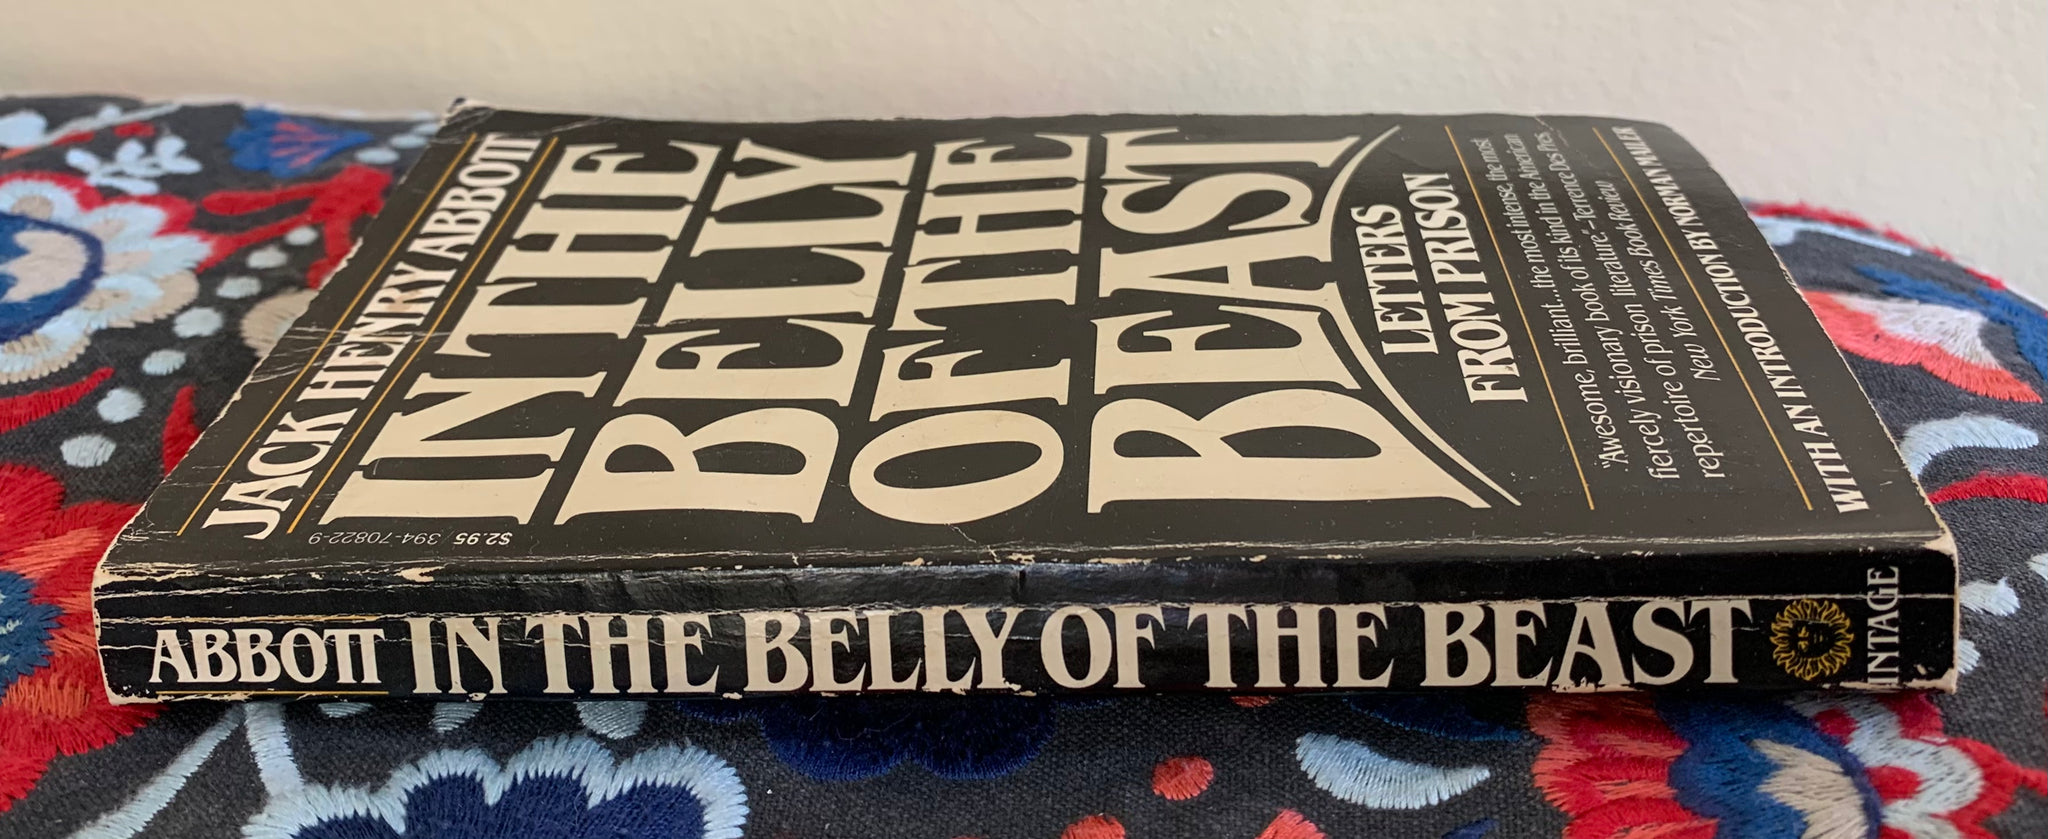 JACK HENRY ABBOTT
IN THE
BELLY
OF THE
BEAST
LETTERS
FROM PRISON
"Awesome, brilliant...the most intense, the most
fiercely visionary book of its kind in the American
repertoire of prison literature."–Terrence Des Pres,
New York Times Book Review
WITH AN INTRODUCTION BY NORMAN MAILER
$2.95 394-70822-9
ABBOTT IN THE BELLY OF THE BEAST
INTAGE